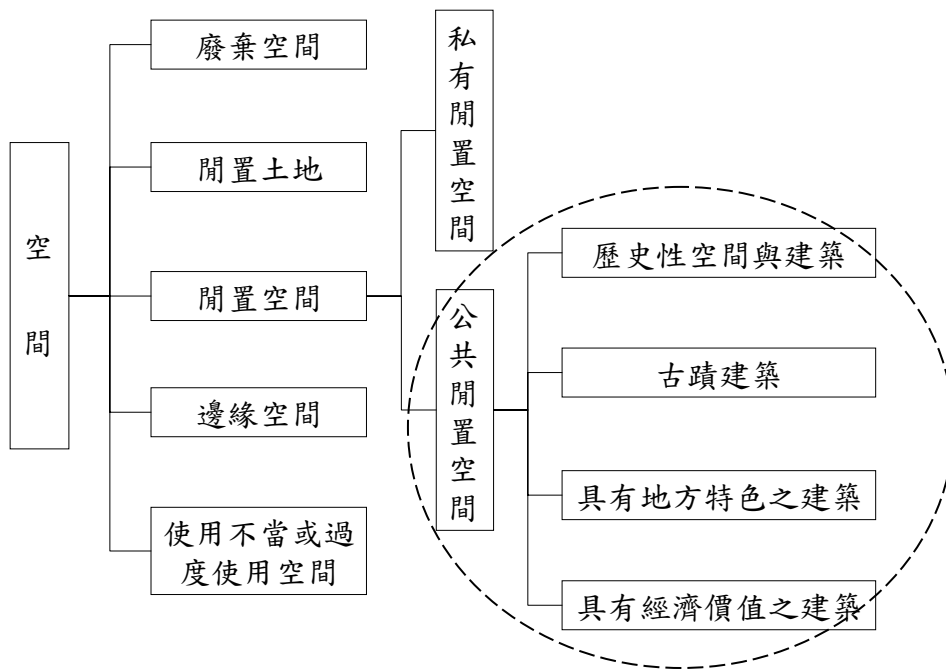 空間
廢棄空間
閒置土地
閒置空間
邊緣空間
使用不當或過
度使用空間
私有閒置空間
公共閒置空間
歷史性空間與建築
古蹟建築
具有地方特色之建築
具有經濟價值之建築